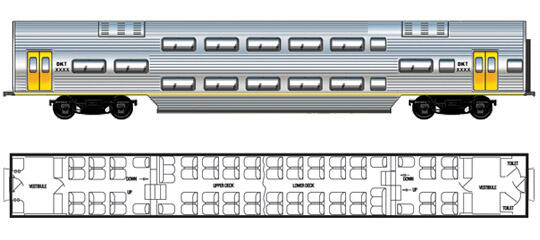 DKT
XXXX
DKT
XXXX
TOILET
DOWN
DOWN
VESTIBULE
UPPER DECK
LOWER DECK
VESTIBULE
UP
UP
TOILET